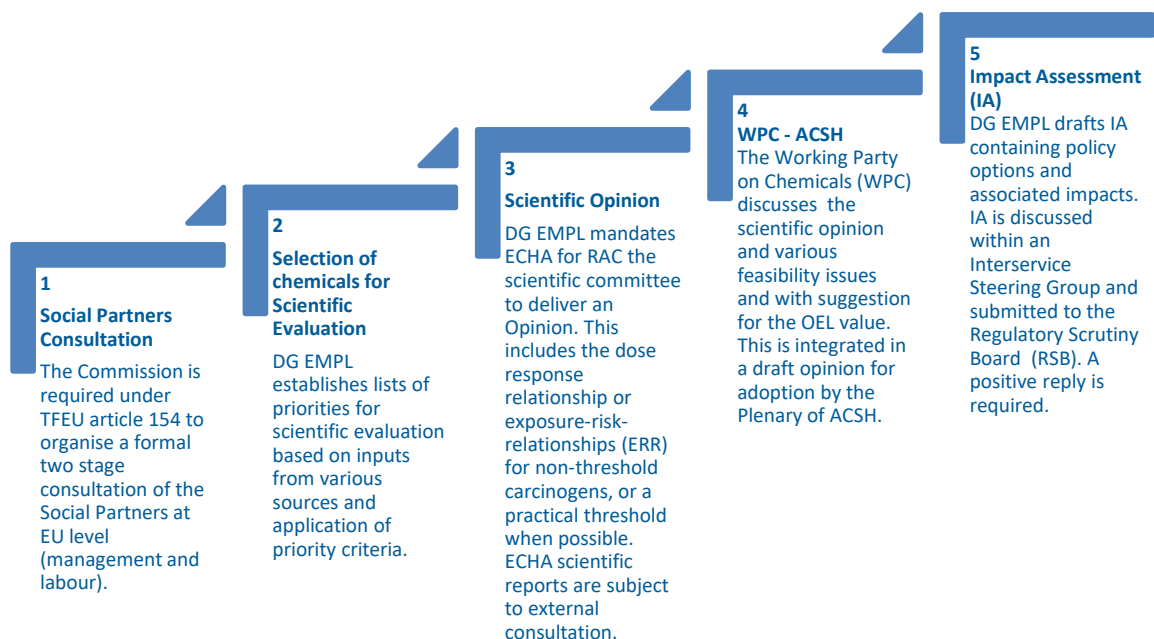 1
Social Partners
Consultation
The Commission is
required under
TFEU article 154 to
organise a formal
two stage
consultation of the
Social Partners at
EU level
(management and
labour).
2
Selection of
chemicals for
Scientific
Evaluation
DG EMPL
establishes lists of
priorities for
scientific evaluation
based on inputs
from various
sources and
application of
priority criteria.
3
Scientific Opinion
DG EMPL mandates
ECHA for RAC the
scientific committee
to deliver an
Opinion. This
includes the dose
response
relationship or
exposure-risk-
relationships (ERR)
for non-threshold
carcinogens, or a
practical threshold
when possible.
ECHA scientific
reports are subject
to external
consultation.
4
WPC - ACSH
The Working Party
on Chemicals (WPC)
discusses the
scientific opinion
and various
feasibility issues
and with suggestion
for the OEL value.
This is integrated in
a draft opinion for
adoption by the
Plenary of ACSH.
5
Impact Assessment
(IA)
DG EMPL drafts IA
containing policy
options and
associated impacts.
IA is discussed
within an
Interservice
Steering Group and
submitted to the
Regulatory Scrutiny
Board (RSB). A
positive reply is
required.